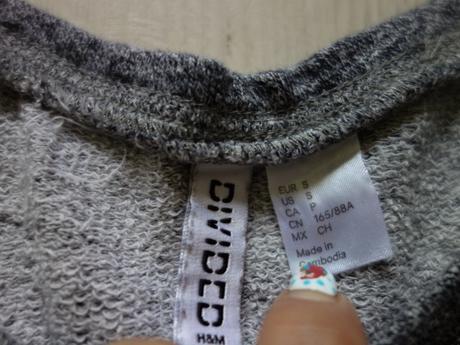 DIVIDED
H&M
EUR S
US S
CA P
CN 165/88A
MX CH
Made in
Cambodia